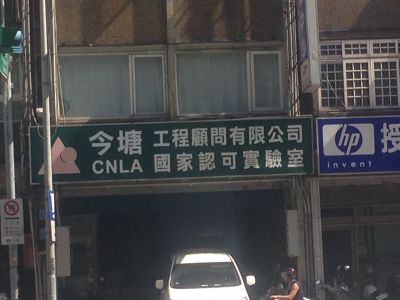 今塘 工程顧問有限公司
CNLA 國家認可實驗室
hp 授
invent